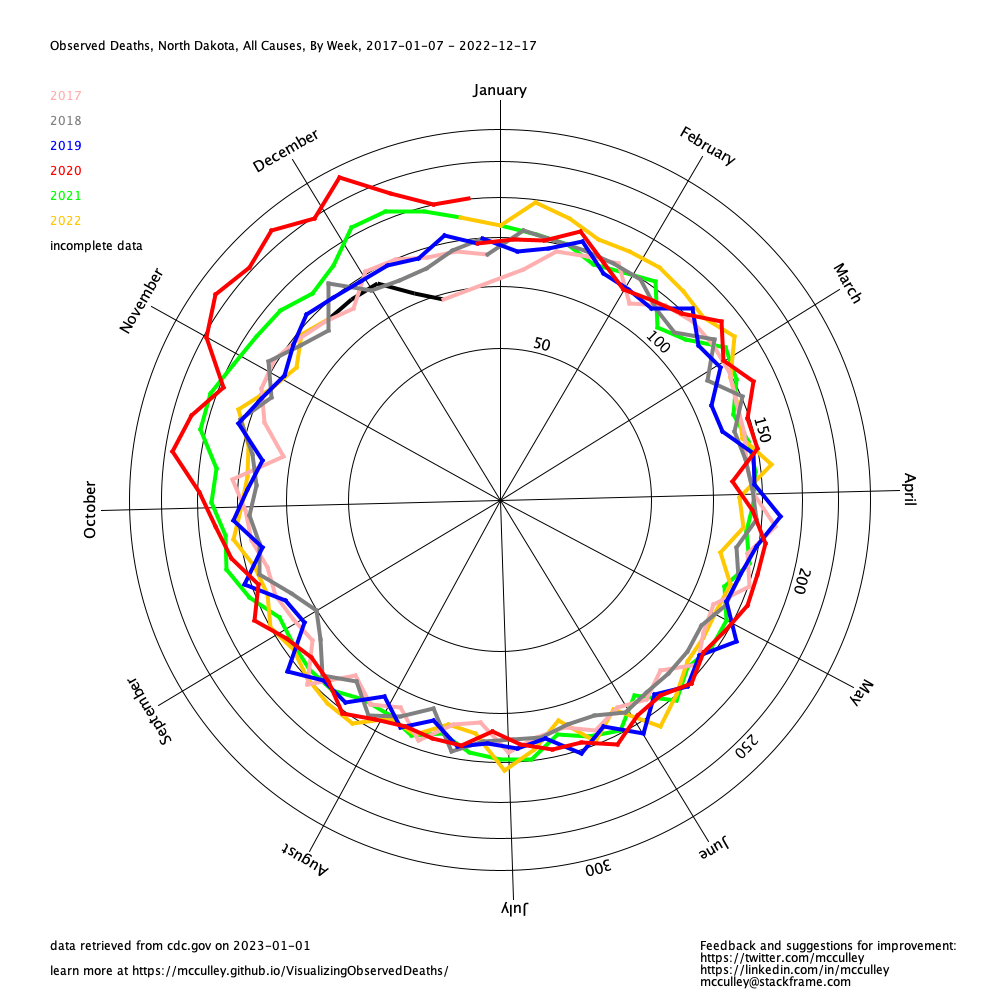 Observed Deaths, North Dakota, All Causes, By Week, 2017-01-07 - 2022-12-17
2017
2018
2019
2020
2021
2022
incomplete data
January
February
March
April
May
June
July
August
September
October
November
December
50
100
150
200
250
300
data retrieved from cdc.gov on 2023-01-01
learn more at https://mcculley.github.io/VisualizingObservedDeaths/
Feedback and suggestions for improvement:
https://twitter.com/mcculley
https://linkedin.com/in/mcculley
mcculley@stackframe.com